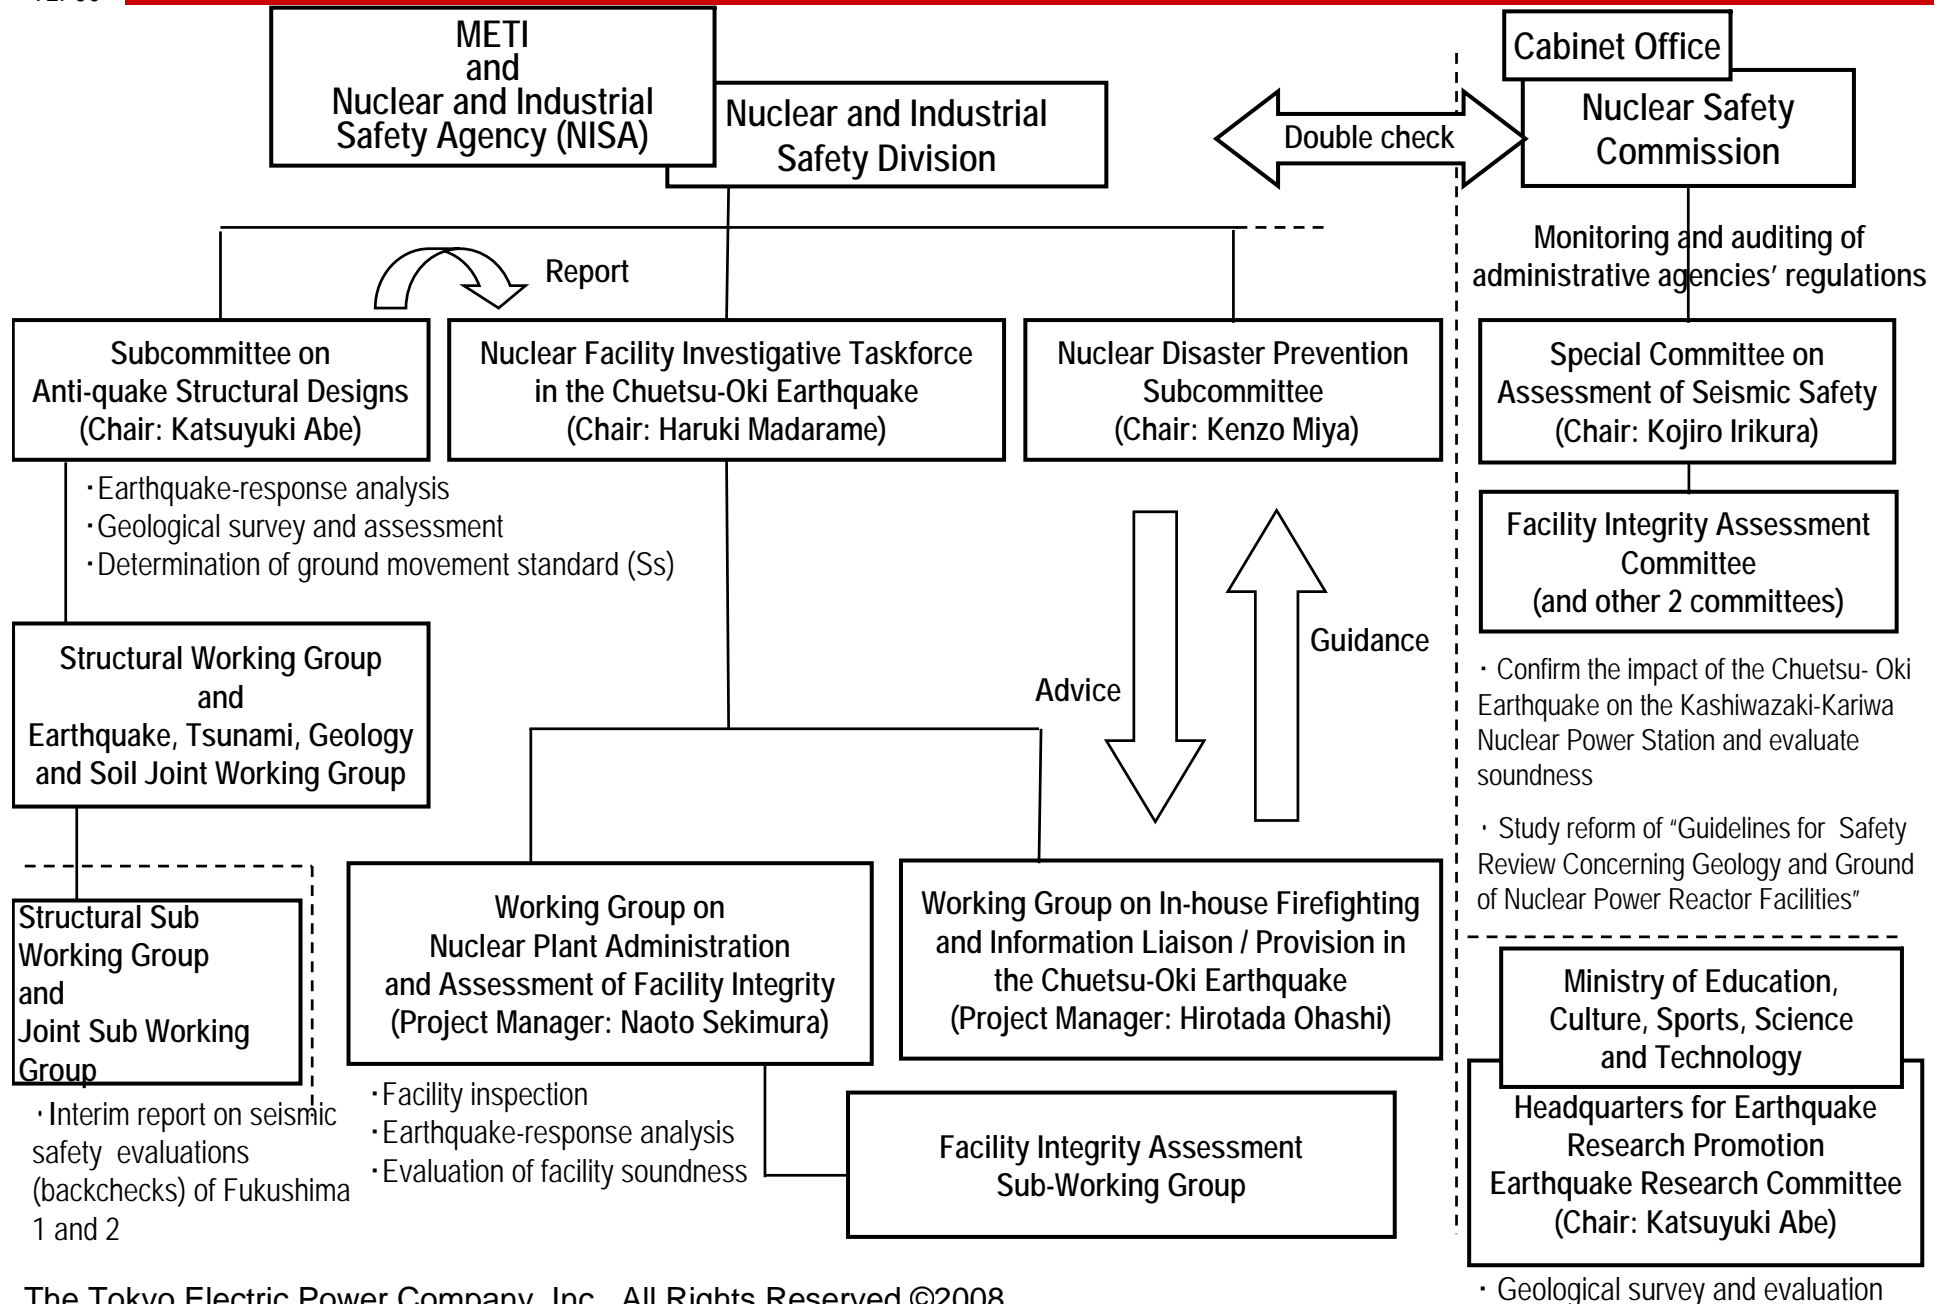 METI
and
Nuclear and Industrial
Safety Agency (NISA)
Nuclear and Industrial
Safety Division
Double check
Cabinet Office
Nuclear Safety
Commission
Monitoring and auditing of
administrative agencies' regulations
Report
Subcommittee on
Anti-quake Structural Designs
(Chair: Katsuyuki Abe)
Nuclear Facility Investigative Taskforce
in the Chuetsu-Oki Earthquake
(Chair: Haruki Madarame)
Nuclear Disaster Prevention
Subcommittee
(Chair: Kenzo Miya)
Special Committee on
Assessment of Seismic Safety
(Chair: Kojiro Irikura)
・Earthquake-response analysis
・Geological survey and assessment
・Determination of ground movement standard (Ss)
Facility Integrity Assessment
Committee
(and other 2 committees)
Structural Working Group
and
Earthquake, Tsunami, Geology
and Soil Joint Working Group
Advice
Guidance
・ Confirm the impact of the Chuetsu- Oki
Earthquake on the Kashiwazaki-Kariwa
Nuclear Power Station and evaluate
soundness
・ Study reform of "Guidelines for Safety
Review Concerning Geology and Ground
of Nuclear Power Reactor Facilities"
Structural Sub
Working Group
and
Joint Sub Working
Group
・Interim report on seismic
safety evaluations
(backchecks) of Fukushima
1 and 2
Working Group on
Nuclear Plant Administration
and Assessment of Facility Integrity
(Project Manager: Naoto Sekimura)
・Facility inspection
・Earthquake-response analysis
・Evaluation of facility soundness
Working Group on In-house Firefighting
and Information Liaison / Provision in
the Chuetsu-Oki Earthquake
(Project Manager: Hirotada Ohashi)
Facility Integrity Assessment
Sub-Working Group
Ministry of Education,
Culture, Sports, Science
and Technology
Headquarters for Earthquake
Research Promotion
Earthquake Research Committee
(Chair: Katsuyuki Abe)
・ Geological survey and evaluation
The Tokyo Electric Power Company, Inc. All Rights Reserved ©2008